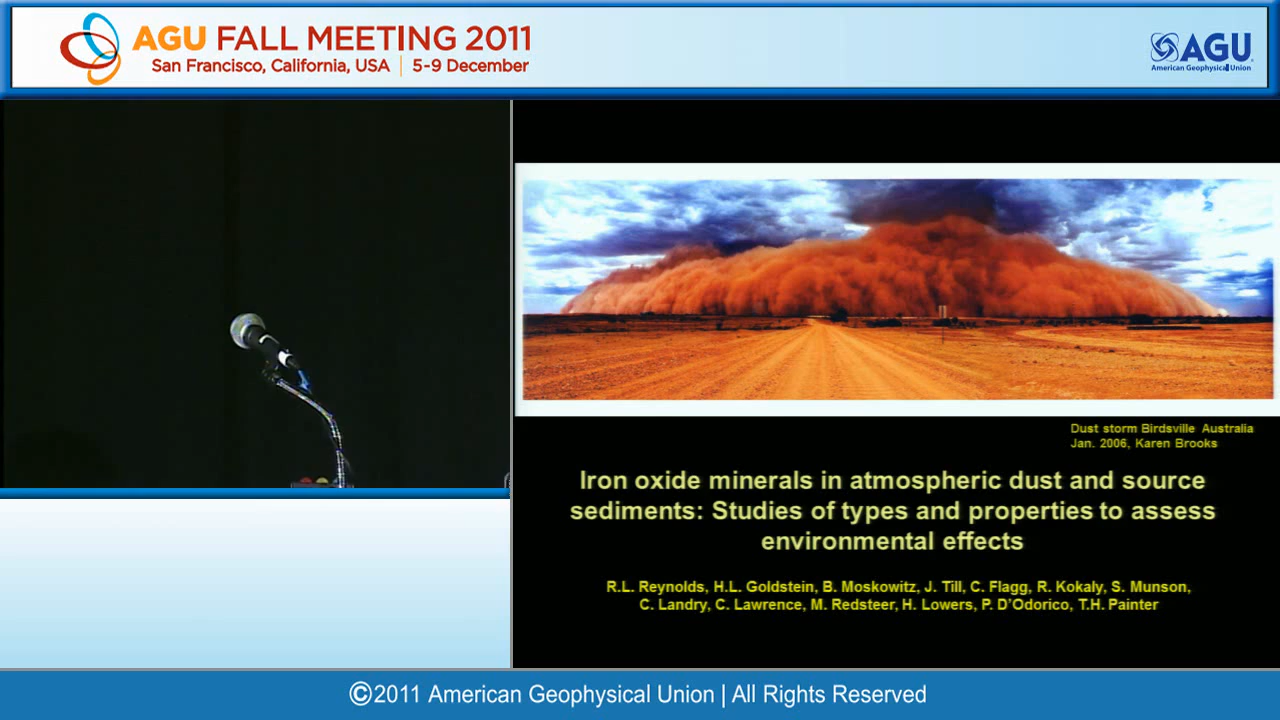 AGU FALL MEETING 2011
San Francisco, California, USA | 5-9 December
AGU
American Geophysical Union
Dust storm Birdsville Australia
Jan. 2006, Karen Brooks
Iron oxide minerals in atmospheric dust and source
sediments: Studies of types and properties to assess
environmental effects
R.L. Reynolds, H.L. Goldstein, B. Moskowitz, J. Till, C. Flagg, R. Kokaly, S. Munson,
C. Landry, C. Lawrence, M. Redsteer, H. Lowers, P. D'Odorico, T.H. Painter
©2011 American Geophysical Union | All Rights Reserved